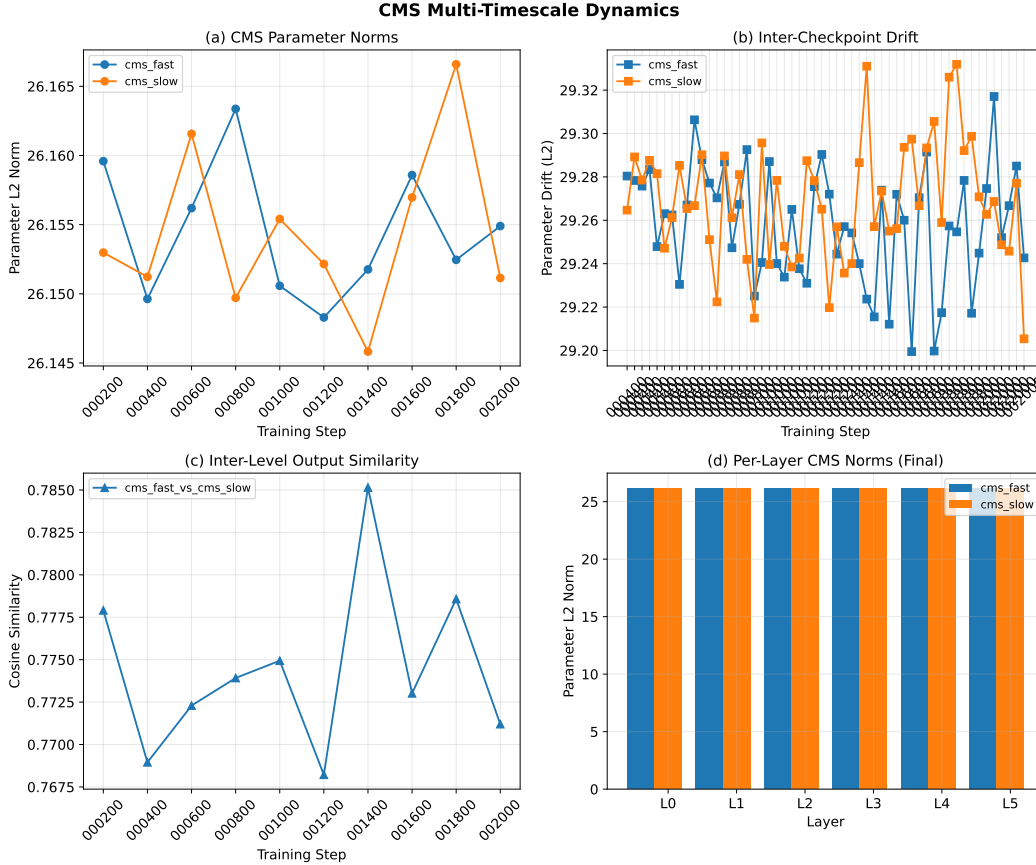 CMS Multi-Timescale Dynamics
(a) CMS Parameter Norms
cms_fast
cms_slow
26.165
26.160
26.155
26.150
26.145
Parameter L2 Norm
000200
000400
000600
000800
001000
001200
001400
001600
001800
002000
Training Step
(b) Inter-Checkpoint Drift
cms_fast
cms_slow
29.32
29.30
29.28
29.26
29.24
29.22
29.20
Parameter Drift (L2)
Training Step
(c) Inter-Level Output Similarity
cms_fast_vs_cms_slow
0.7850
0.7825
0.7800
0.7775
0.7750
0.7725
0.7700
0.7675
Cosine Similarity
000200
000400
000600
000800
001000
001200
001400
001600
001800
002000
Training Step
(d) Per-Layer CMS Norms (Final)
cms_fast
cms_slow
25
20
15
10
5
0
Parameter L2 Norm
L0
L1
L2
L3
L4
L5
Layer